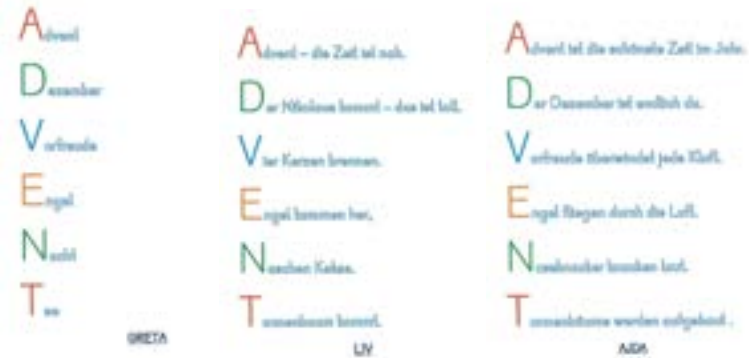 Advent
Dezember
Vorfreude
Engel
Nacht
Tee
GRETA
Advent – die Zeit ist nah.
Der Nikolaus kommt – das ist toll.
Vier Kerzen brennen.
Engel kommen her,
Naschen Kekse.
Tannenbaum kommt.
LIV
Advent ist die schönste Zeit im Jahr.
Der Dezember ist endlich da.
Vorfreude überwindet jede Kluft.
Engel fliegen durch die Luft.
Nussknacker knacken laut.
Tannenbäume werden aufgebaut.
AIDA